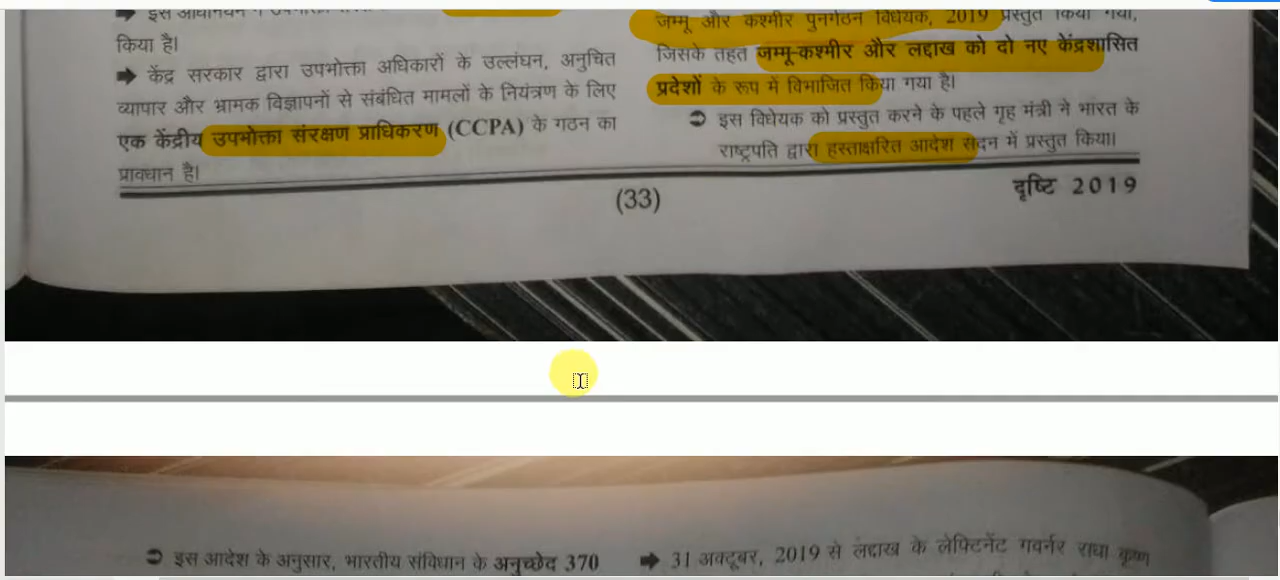 ➡ इस अधिनियम में उपभोक्ता
किया है।
➡ केंद्र सरकार द्वारा उपभोक्ता अधिकारों के उल्लंघन, अनुचित
व्यापार और भ्रामक विज्ञापनों से संबंधित मामलों के नियंत्रण के लिए
एक केंद्रीय उपभोक्ता संरक्षण प्राधिकरण (CCPA) के गठन का
प्रावधान है।
जम्मू और कश्मीर पुनर्गठन विधेयक, 2019 प्रस्तुत किया गया,
जिसके तहत जम्मू-कश्मीर और लद्दाख को दो नए केंद्रशासित
प्रदेशों के रूप में विभाजित किया गया है।
➲ इस विधेयक को प्रस्तुत करने के पहले गृह मंत्री ने भारत के
राष्ट्रपति द्वारा हस्ताक्षरित आदेश सदन में प्रस्तुत किया।
(33)
दृष्टि 2019
➲ इस आदेश के अनुसार, भारतीय संविधान के अनुच्छेद 370
➡ 31 अक्टूबर, 2019 से लद्दाख के लेफ्टिनेंट गवर्नर राधा कृष्ण